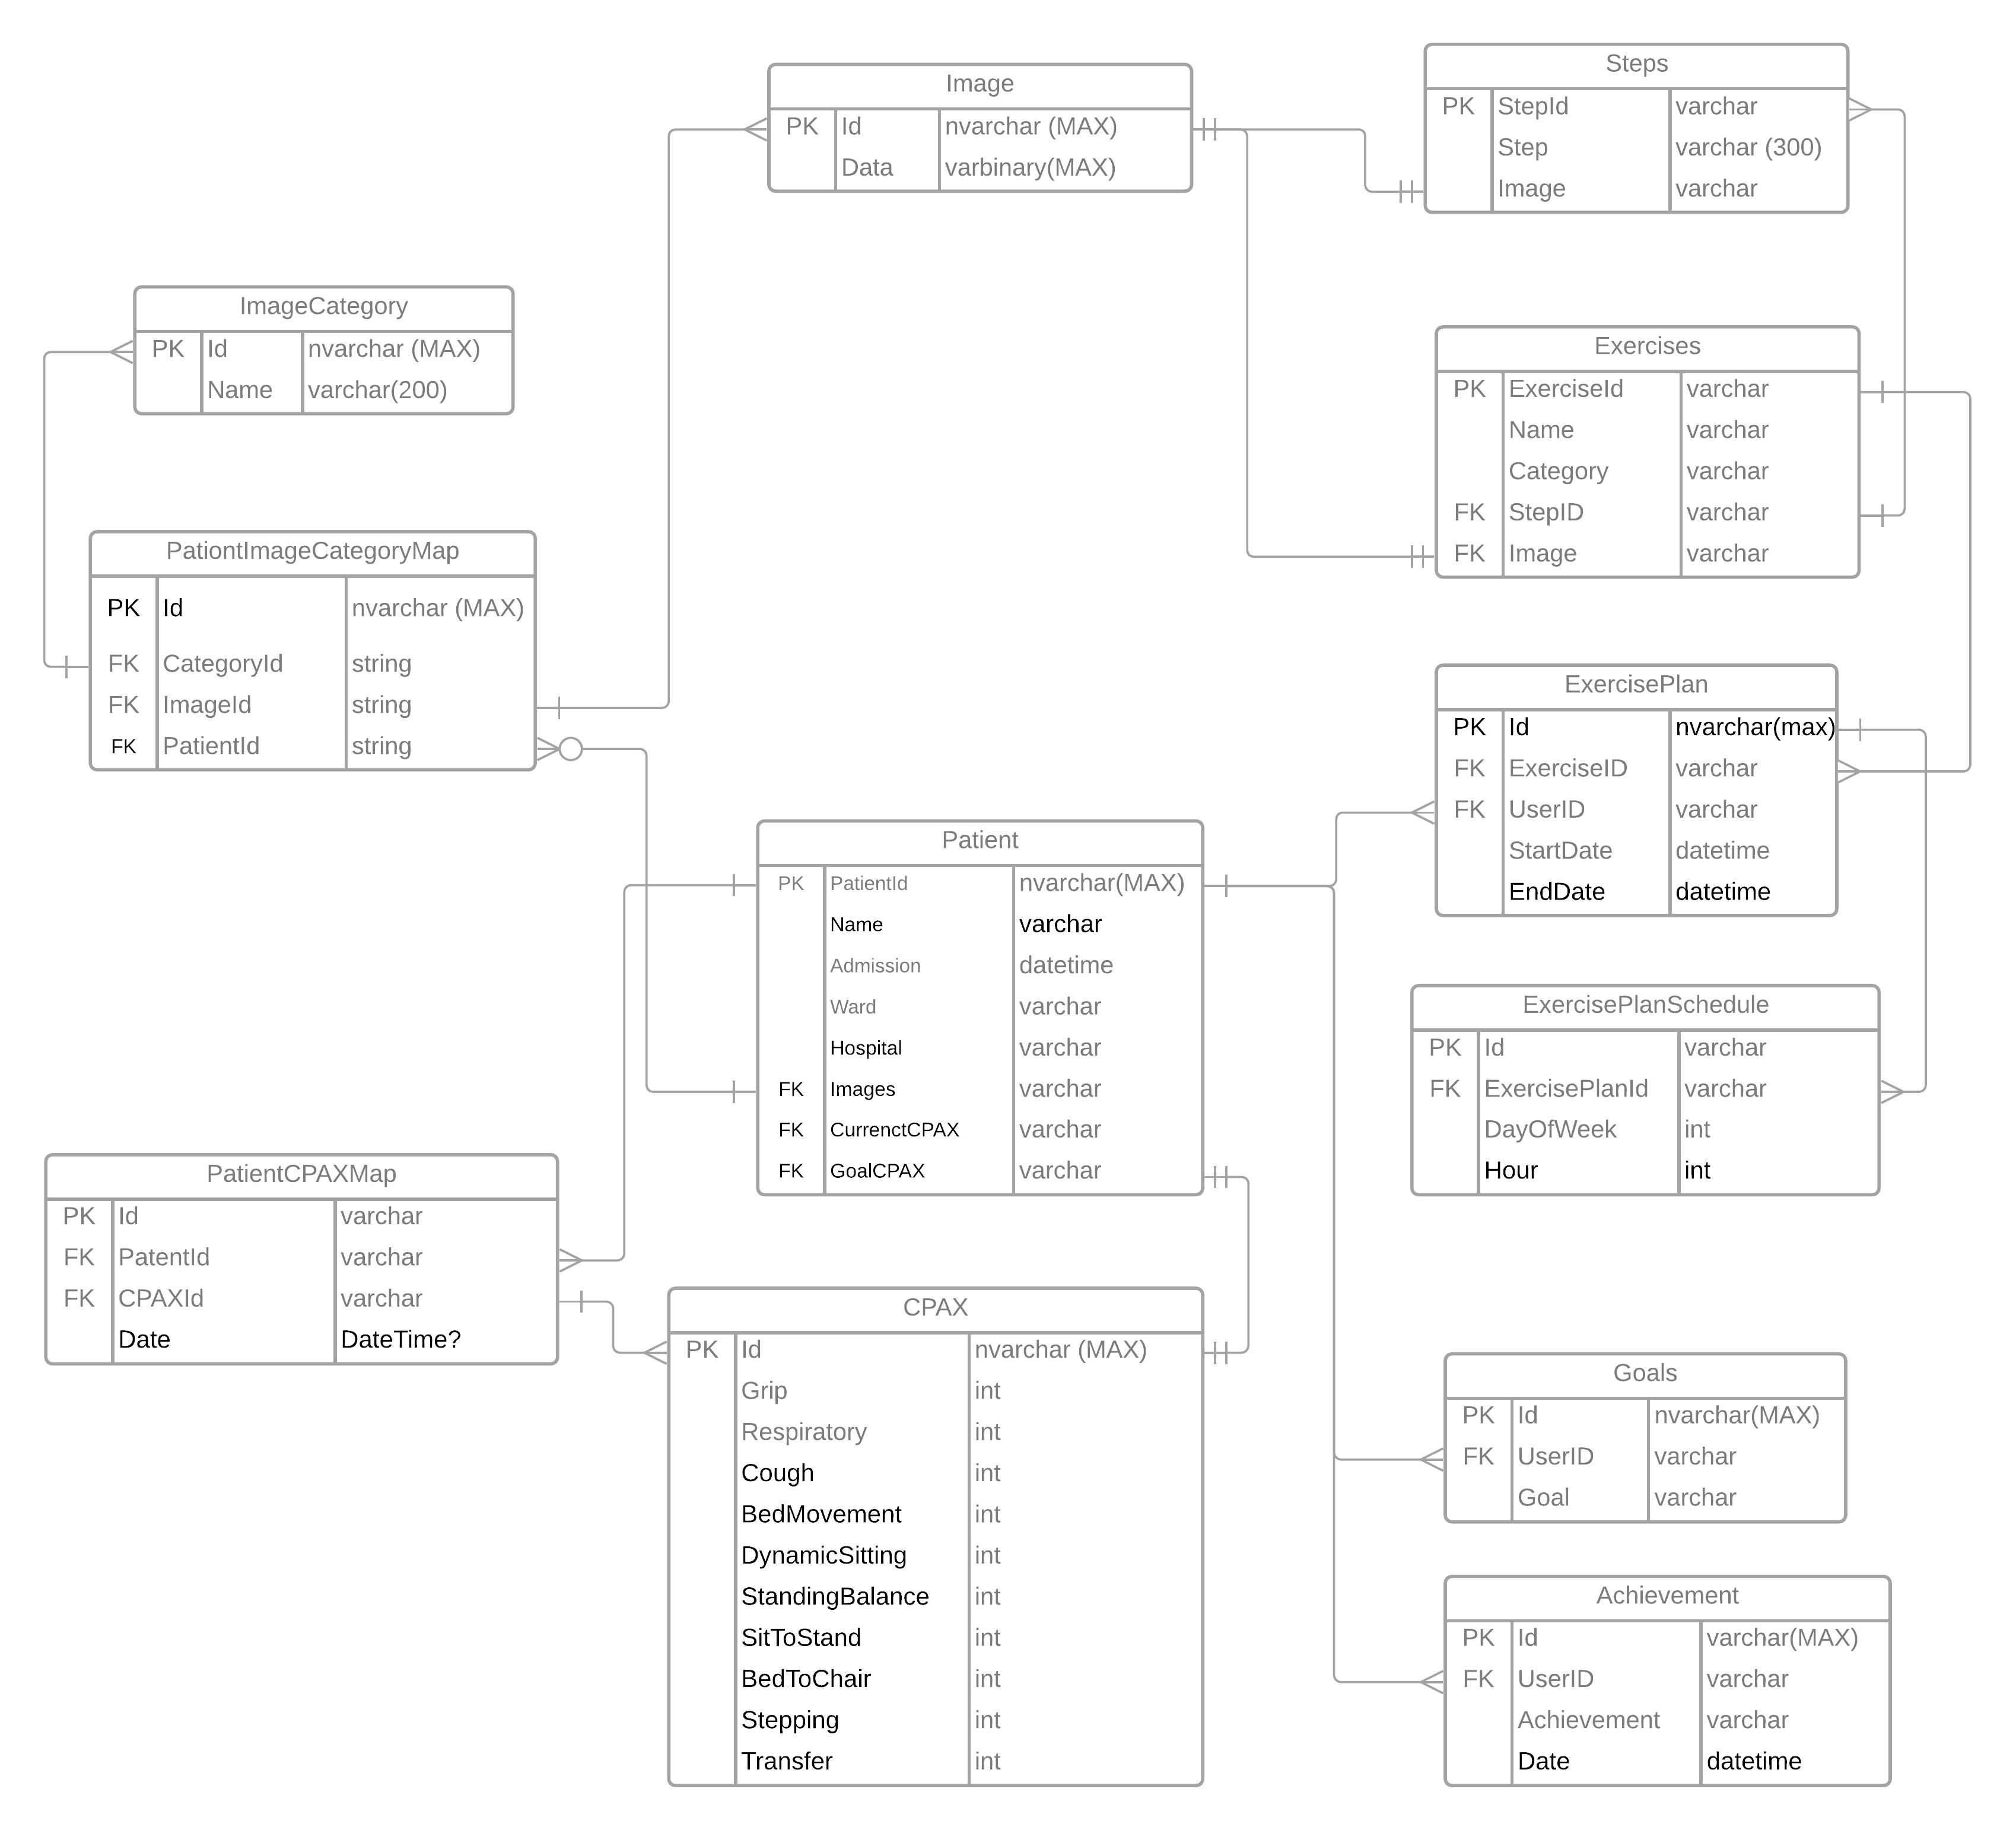 Image
PK Id nvarchar (MAX)
Data varbinary(MAX)
Steps
PK StepId varchar
Step varchar (300)
Image varchar
ImageCategory
PK Id nvarchar (MAX)
Name varchar(200)
Exercises
PK ExerciseId varchar
Name varchar
Category varchar
FK StepID varchar
FK Image varchar
PationtImageCategoryMap
PK Id nvarchar (MAX)
FK CategoryId string
FK ImageId string
FK PatientId string
ExercisePlan
PK Id nvarchar(max)
FK ExerciseID varchar
FK UserID varchar
StartDate datetime
EndDate datetime
Patient
PK PatientId nvarchar(MAX)
Name varchar
Admission datetime
Ward varchar
Hospital varchar
FK Images varchar
FK CurrenctCPAX varchar
FK GoalCPAX varchar
ExercisePlanSchedule
PK Id varchar
FK ExercisePlanId varchar
DayOfWeek int
Hour int
PatientCPAXMap
PK Id varchar
FK PatentId varchar
FK CPAXId varchar
Date DateTime?
CPAX
PK Id nvarchar (MAX)
Grip int
Respiratory int
Cough int
BedMovement int
DynamicSitting int
StandingBalance int
SitToStand int
BedToChair int
Stepping int
Transfer int
Goals
PK Id nvarchar(MAX)
FK UserID varchar
Goal varchar
Achievement
PK Id varchar(MAX)
FK UserID varchar
Achievement varchar
Date datetime